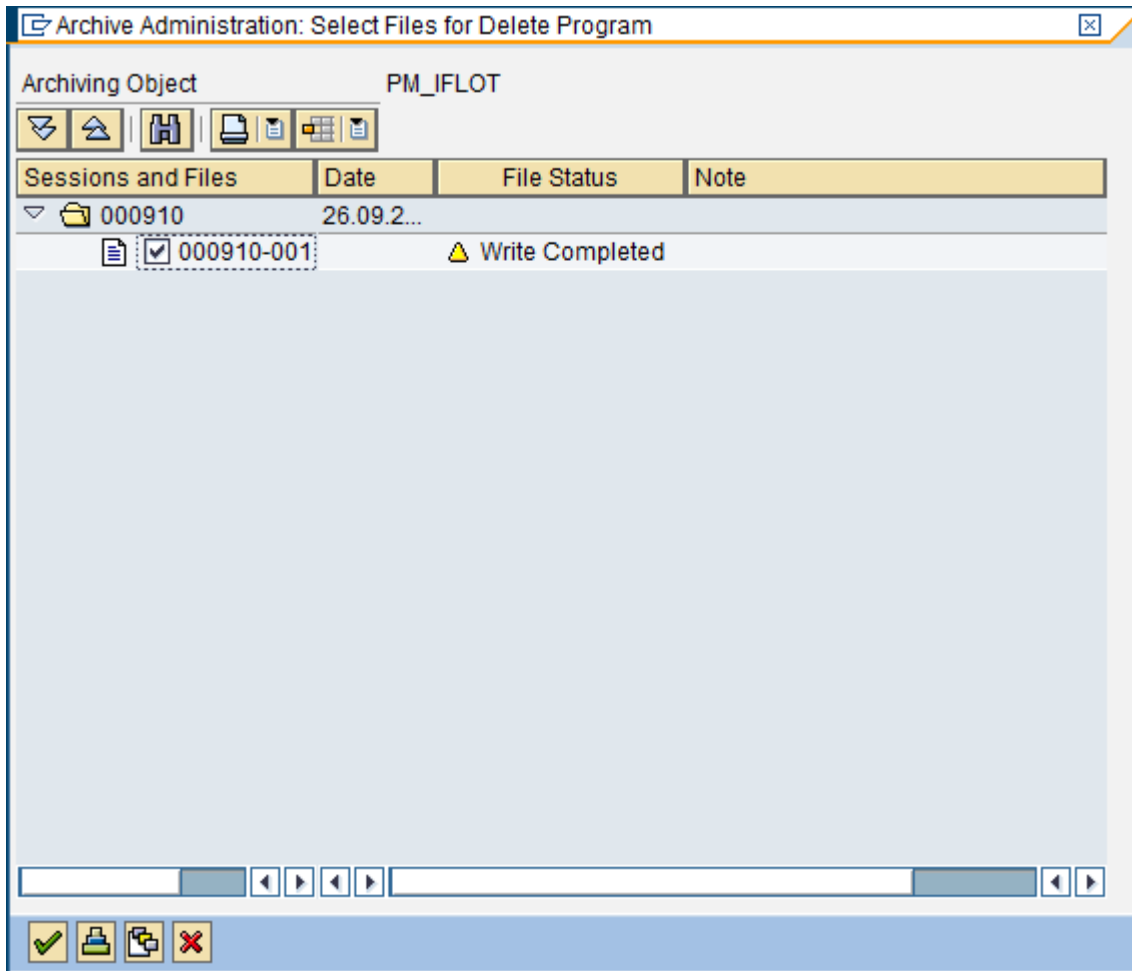 Archive Administration: Select Files for Delete Program
Archiving Object PM_IFLOT
Sessions and Files Date File Status Note
000910 26.09.2...
000910-001 Write Completed